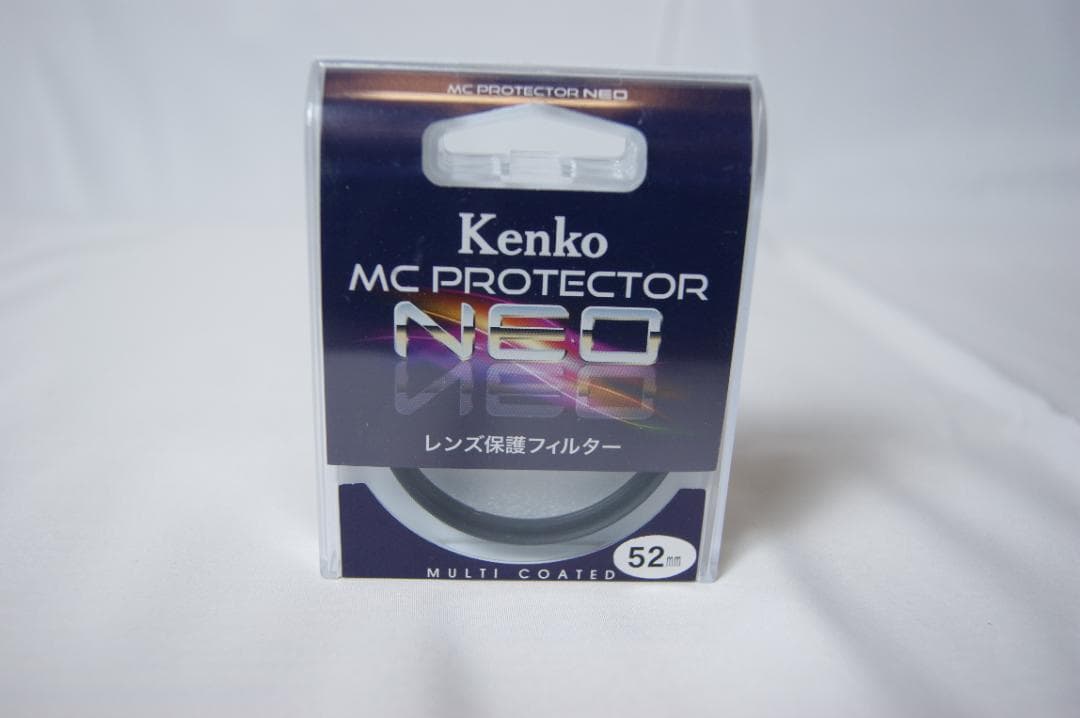 MC PROTECTOR NEO
Kenko
MC PROTECTOR
NEO
レンズ保護フィルター
MULTI COATED
52mm